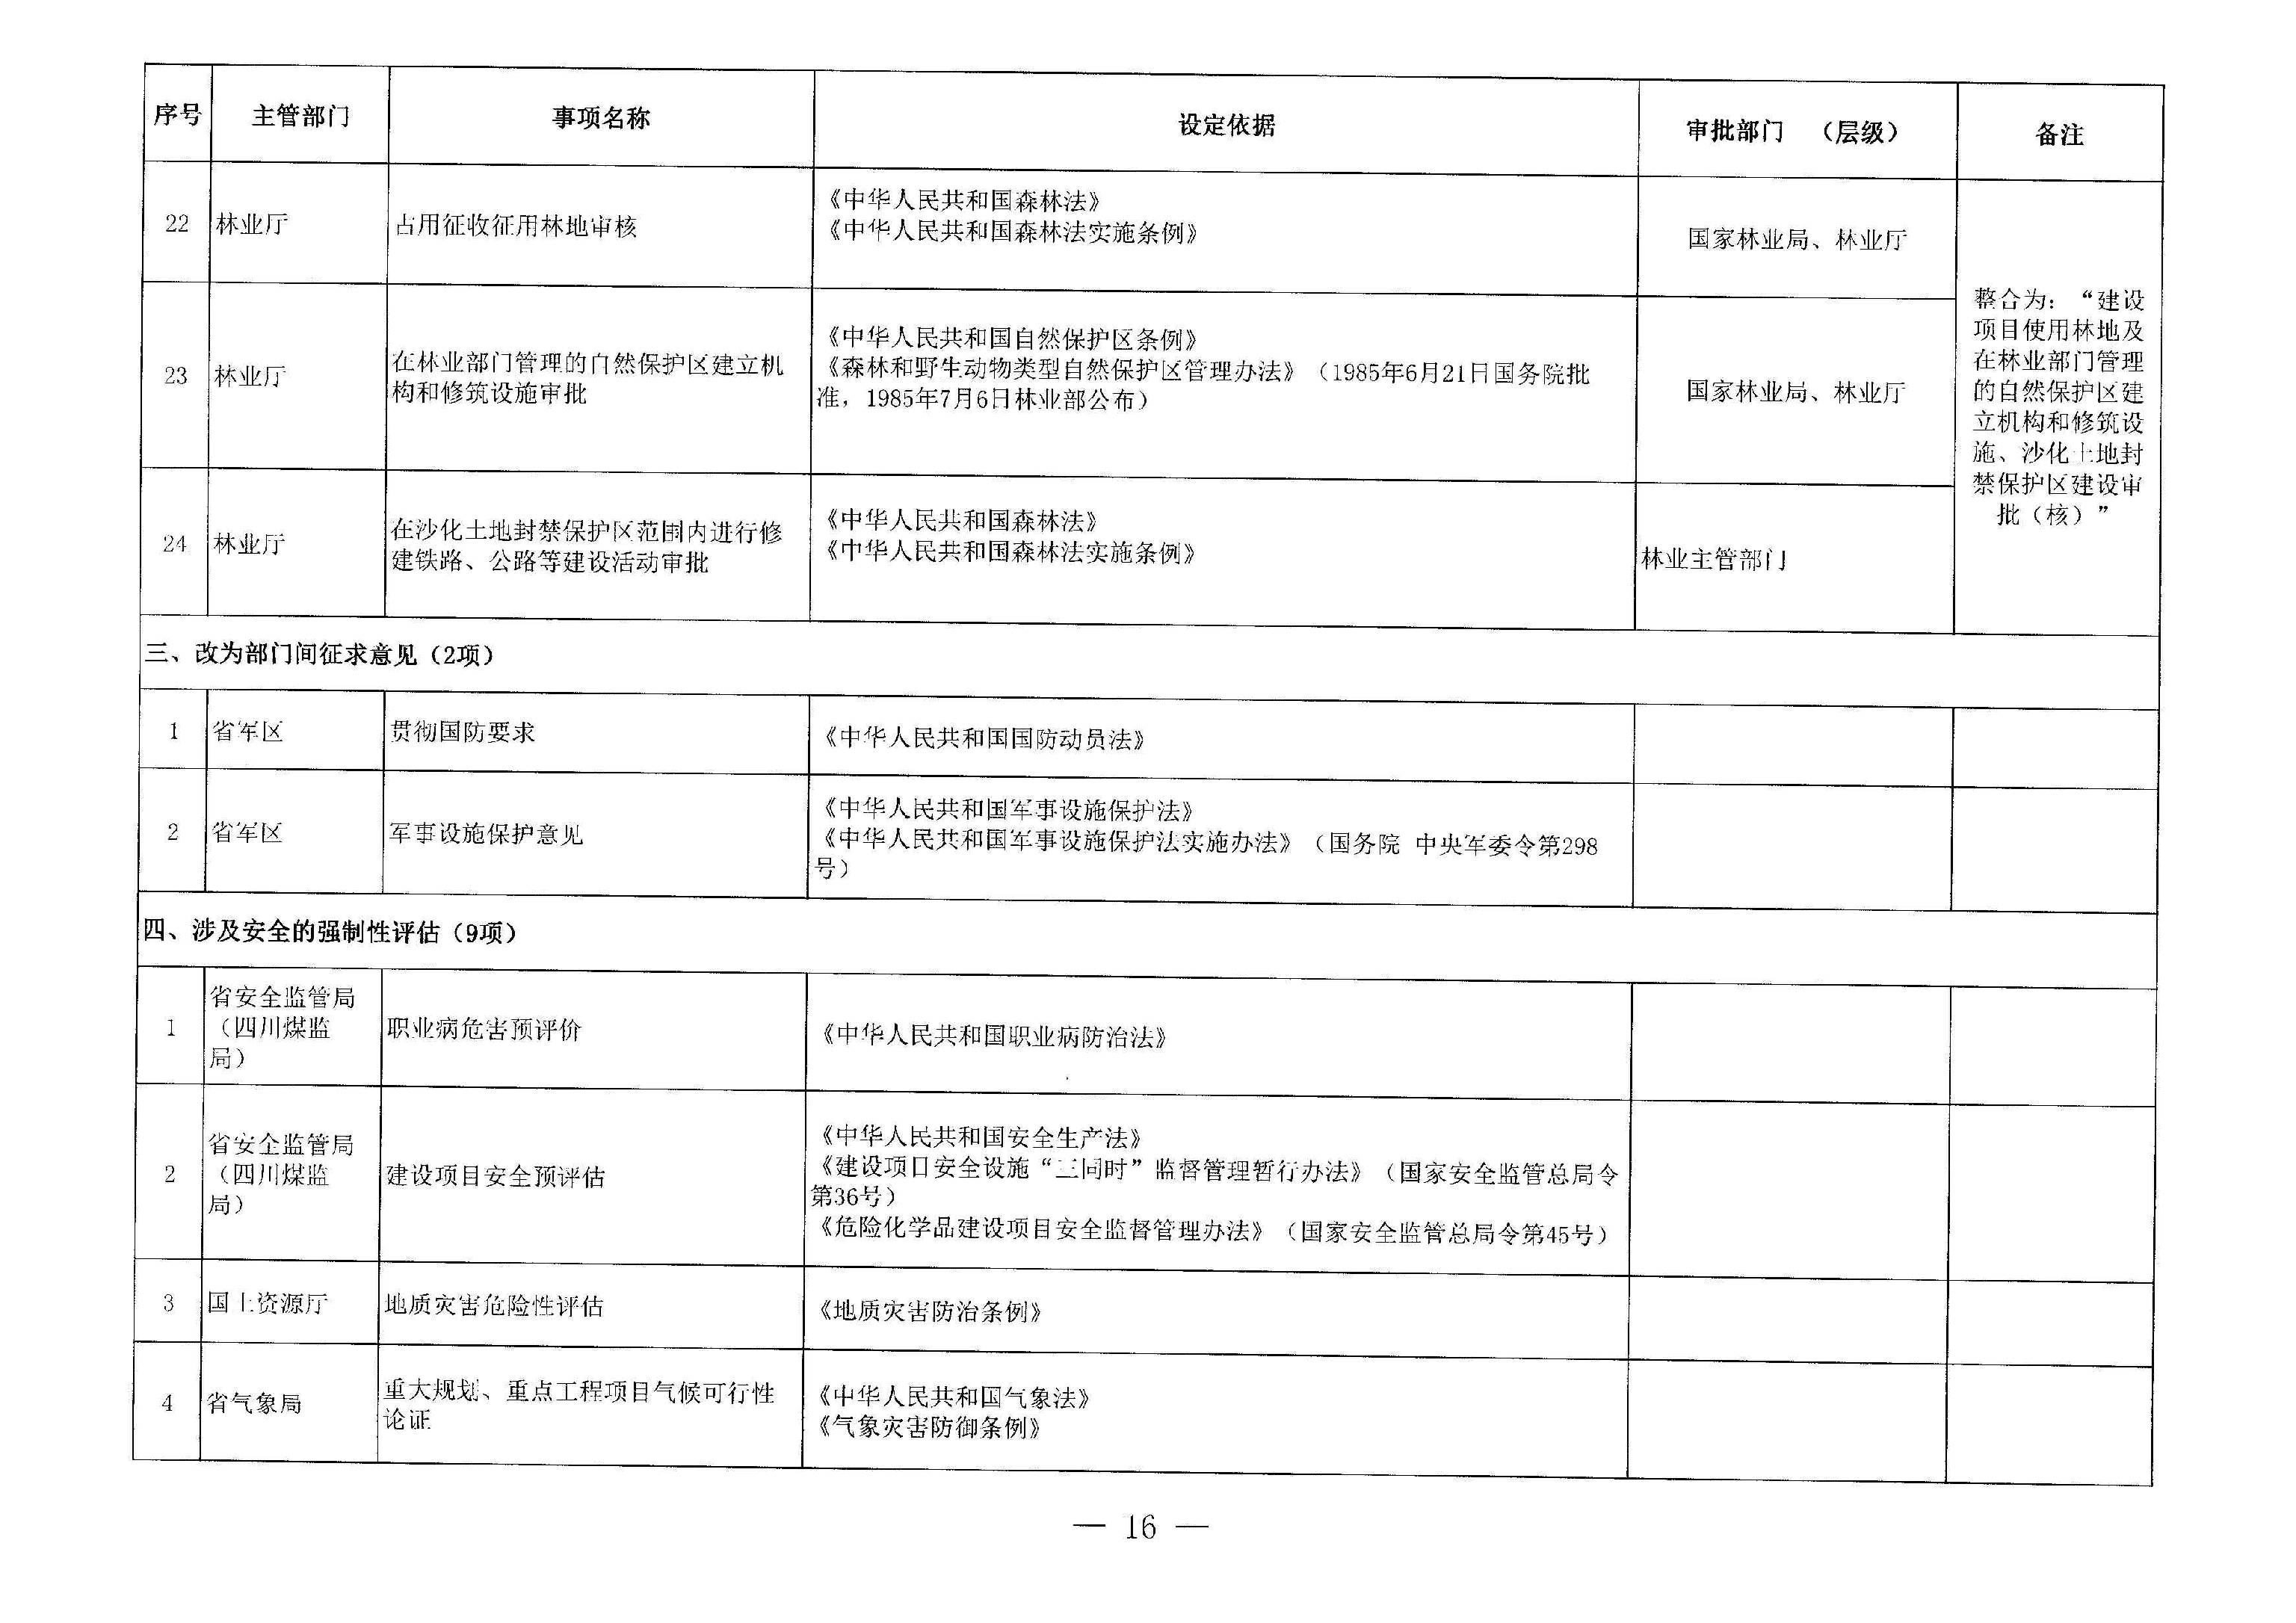 序号 主管部门 事项名称 设定依据 审批部门 （层级） 备注
22 林业厅 占用征收征用林地审核
《中华人民共和国森林法》
《中华人民共和国森林法实施条例》
国家林业局、林业厅
23 林业厅
在林业部门管理的自然保护区建立机
构和修筑设施审批
《中华人民共和国自然保护区条例》
《森林和野生动物类型自然保护区管理办法》（1985年6月21日国务院批
准，1985年7月6日林业部公布）
国家林业局、林业厅
24 林业厅
在沙化土地封禁保护区范围内进行修
建铁路、公路等建设活动审批
《中华人民共和国森林法》
《中华人民共和国森林法实施条例》
林业主管部门
整合为：“建设
项目使用林地及
在林业部门管理
的自然保护区建
立机构和修筑设
施、沙化土地封
禁保护区建设审
批（核）”
三、改为部门间征求意见（2项）
1 省军区 贯彻国防要求 《中华人民共和国国防动员法》
2 省军区 军事设施保护意见
《中华人民共和国军事设施保护法》
《中华人民共和国军事设施保护法实施办法》（国务院 中央军委令第298
号）
四、涉及安全的强制性评估（9项）
1
省安全监管局
（四川煤监
局）
职业病危害预评价 《中华人民共和国职业病防治法》
2
省安全监管局
（四川煤监
局）
建设项目安全预评估
《中华人民共和国安全生产法》
《建设项目安全设施“三同时”监督管理暂行办法》（国家安全监管总局令
第36号）
《危险化学品建设项目安全监督管理办法》（国家安全监管总局令第45号）
3 国土资源厅 地质灾害危险性评估 《地质灾害防治条例》
4 省气象局
重大规划、重点工程项目气候可行性
论证
《中华人民共和国气象法》
《气象灾害防御条例》
— 16 —